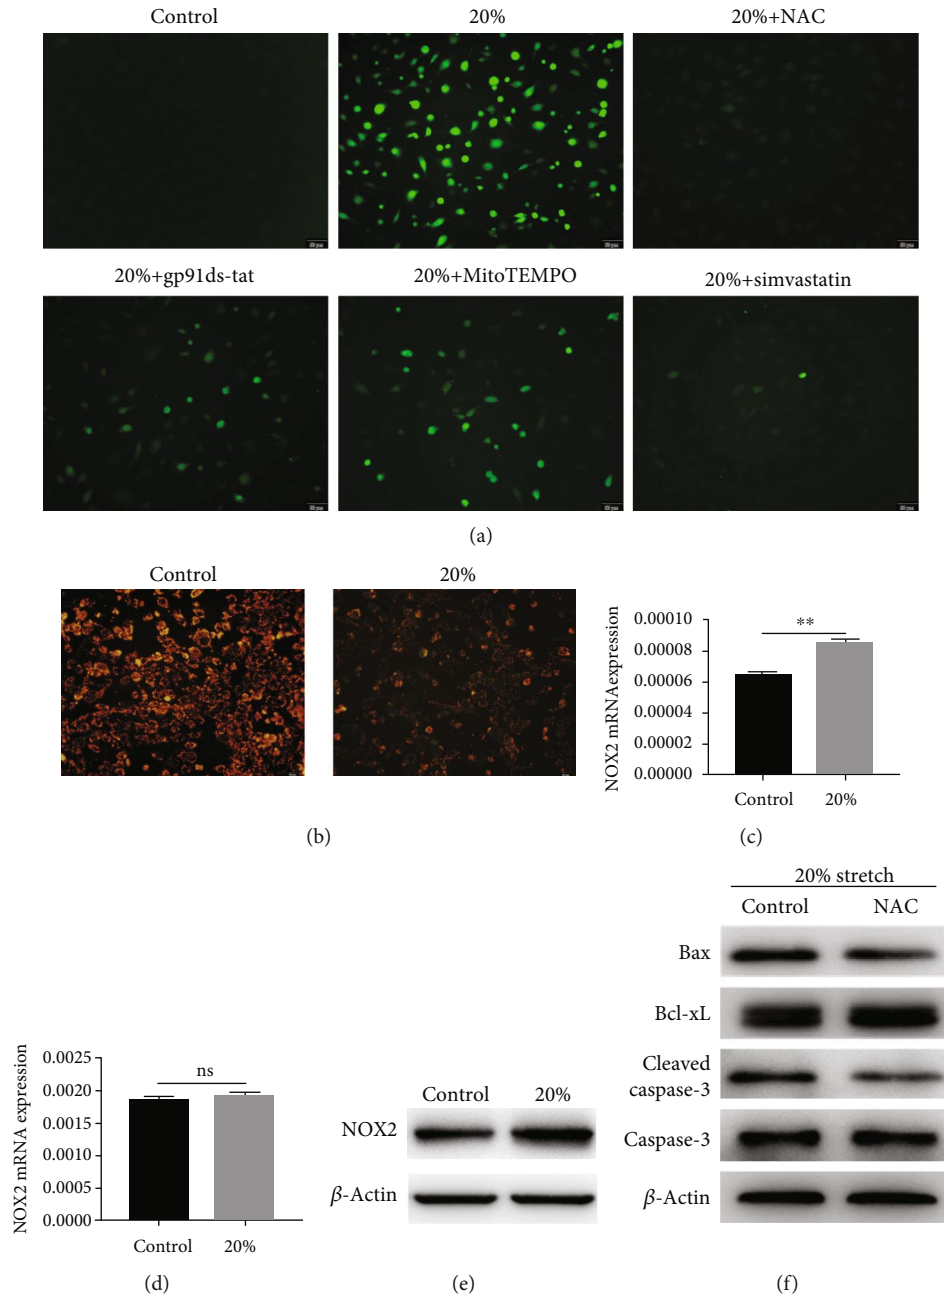 Control
20%
20%+NAC
20%+gp91ds-tat
20%+MitoTEMPO
20%+simvastatin
(a)
Control
20%
(b)
NOX2 mRNAexpression
0.00010
0.00008
0.00006
0.00004
0.00002
0.00000
**
Control
20%
(c)
NOX2 mRNA expression
0.0025
0.0020
0.0015
0.0010
0.0005
0.0000
ns
Control
20%
(d)
Control
20%
NOX2
β-Actin
(e)
20% stretch
Control
NAC
Bax
Bcl-xL
Cleaved
caspase-3
Caspase-3
β-Actin
(f)